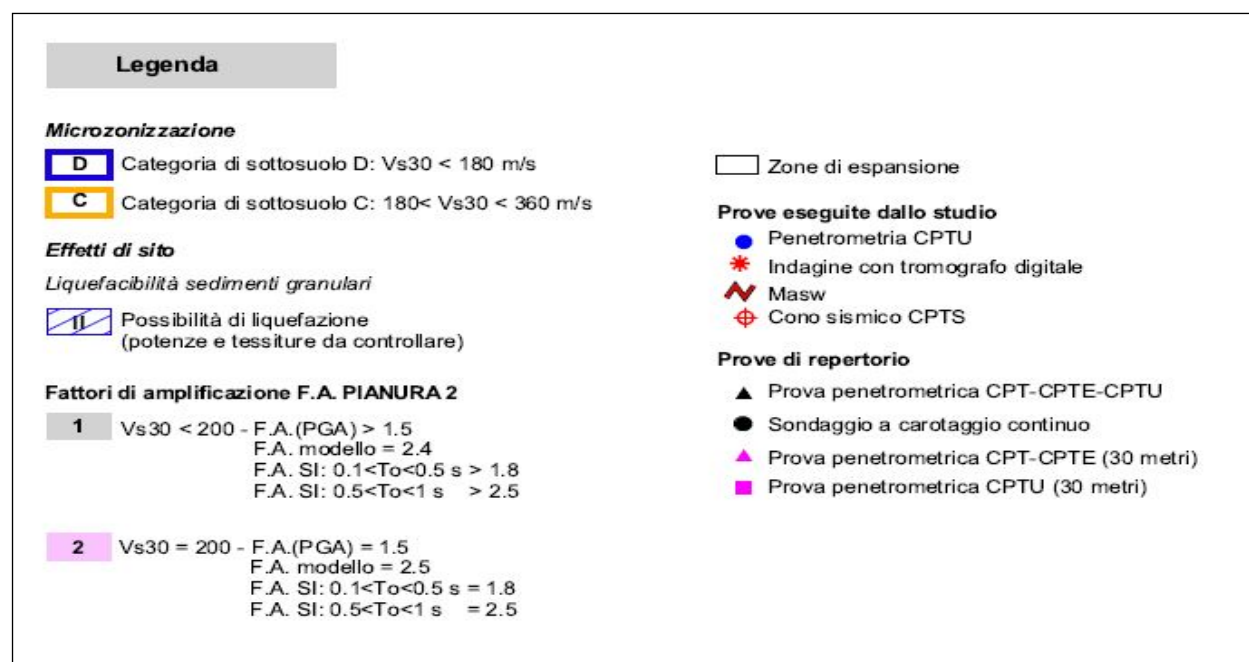 Legenda
Microzonizzazione
D Categoria di sottosuolo D: Vs30 < 180 m/s
C Categoria di sottosuolo C: 180< Vs30 < 360 m/s
Effetti di sito
Liquefacibilità sedimenti granulari
II Possibilità di liquefazione
(potenze e tessiture da controllare)
Fattori di amplificazione F.A. PIANURA 2
1 Vs30 < 200 - F.A.(PGA) > 1.5
F.A. modello = 2.4
F.A. SI: 0.1<To<0.5 s > 1.8
F.A. SI: 0.5<To<1 s > 2.5
2 Vs30 = 200 - F.A.(PGA) = 1.5
F.A. modello = 2.5
F.A. SI: 0.1<To<0.5 s = 1.8
F.A. SI: 0.5<To<1 s = 2.5
Zone di espansione
Prove eseguite dallo studio
Penetrometria CPTU
Indagine con tromografo digitale
Masw
Cono sismico CPTS
Prove di repertorio
Prova penetrometrica CPT-CPTE-CPTU
Sondaggio a carotaggio continuo
Prova penetrometrica CPT-CPTE (30 metri)
Prova penetrometrica CPTU (30 metri)